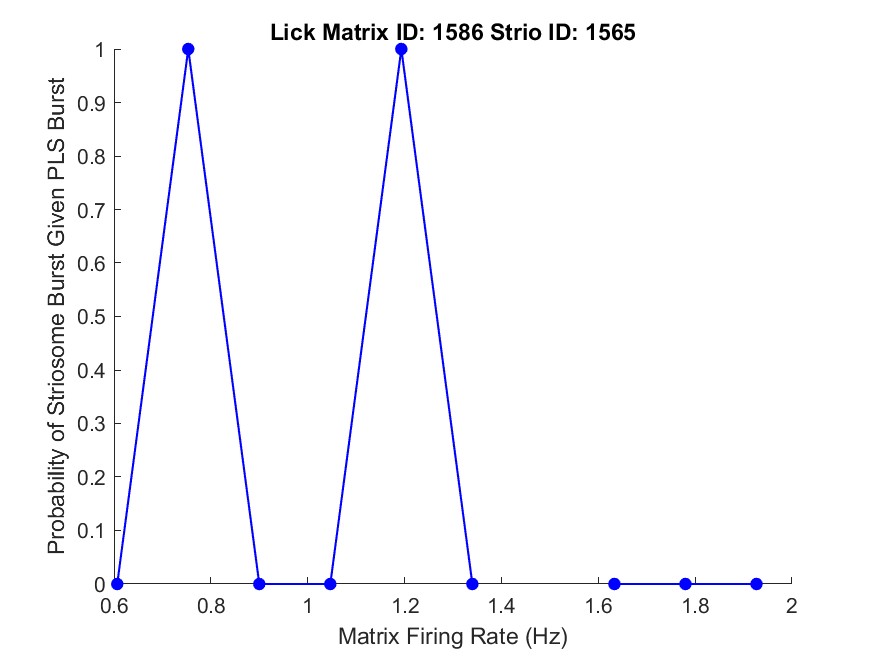 Lick Matrix ID: 1586 Strio ID: 1565
Probability of Striosome Burst Given PLS Burst
1
0.9
0.8
0.7
0.6
0.5
0.4
0.3
0.2
0.1
0
0.6 0.8 1 1.2 1.4 1.6 1.8 2
Matrix Firing Rate (Hz)